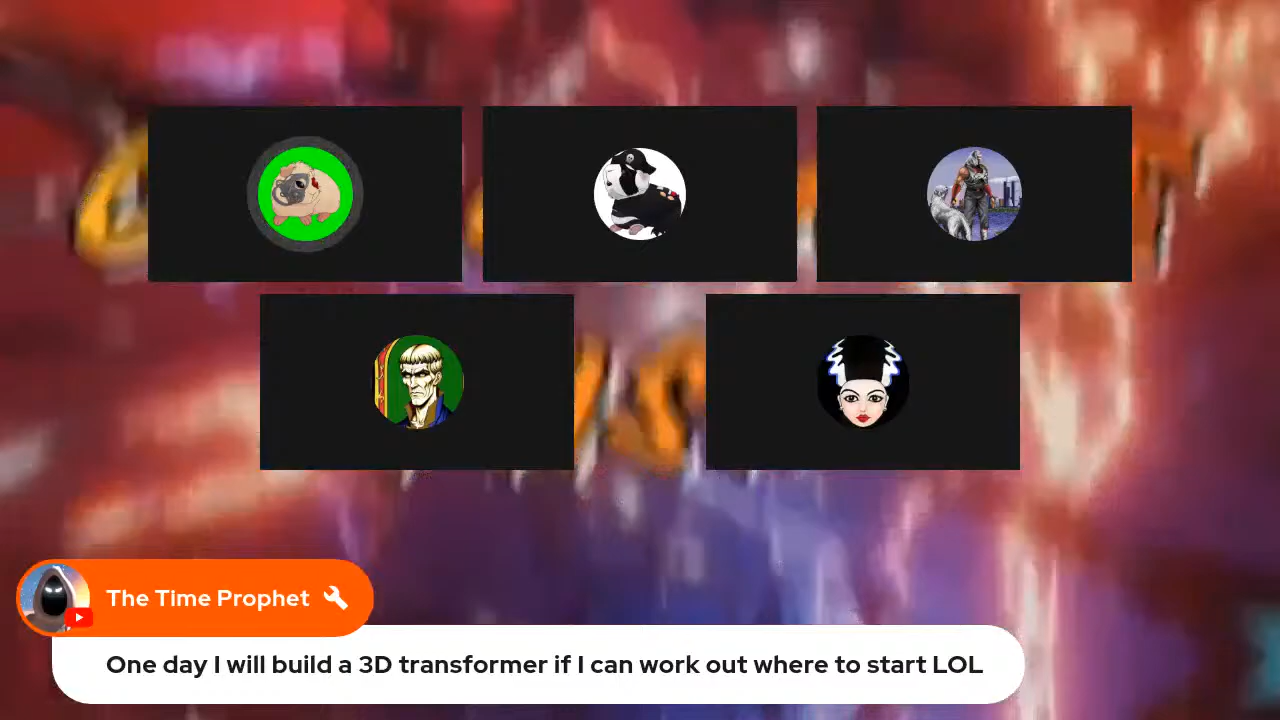 The Time Prophet
One day I will build a 3D transformer if I can work out where to start LOL